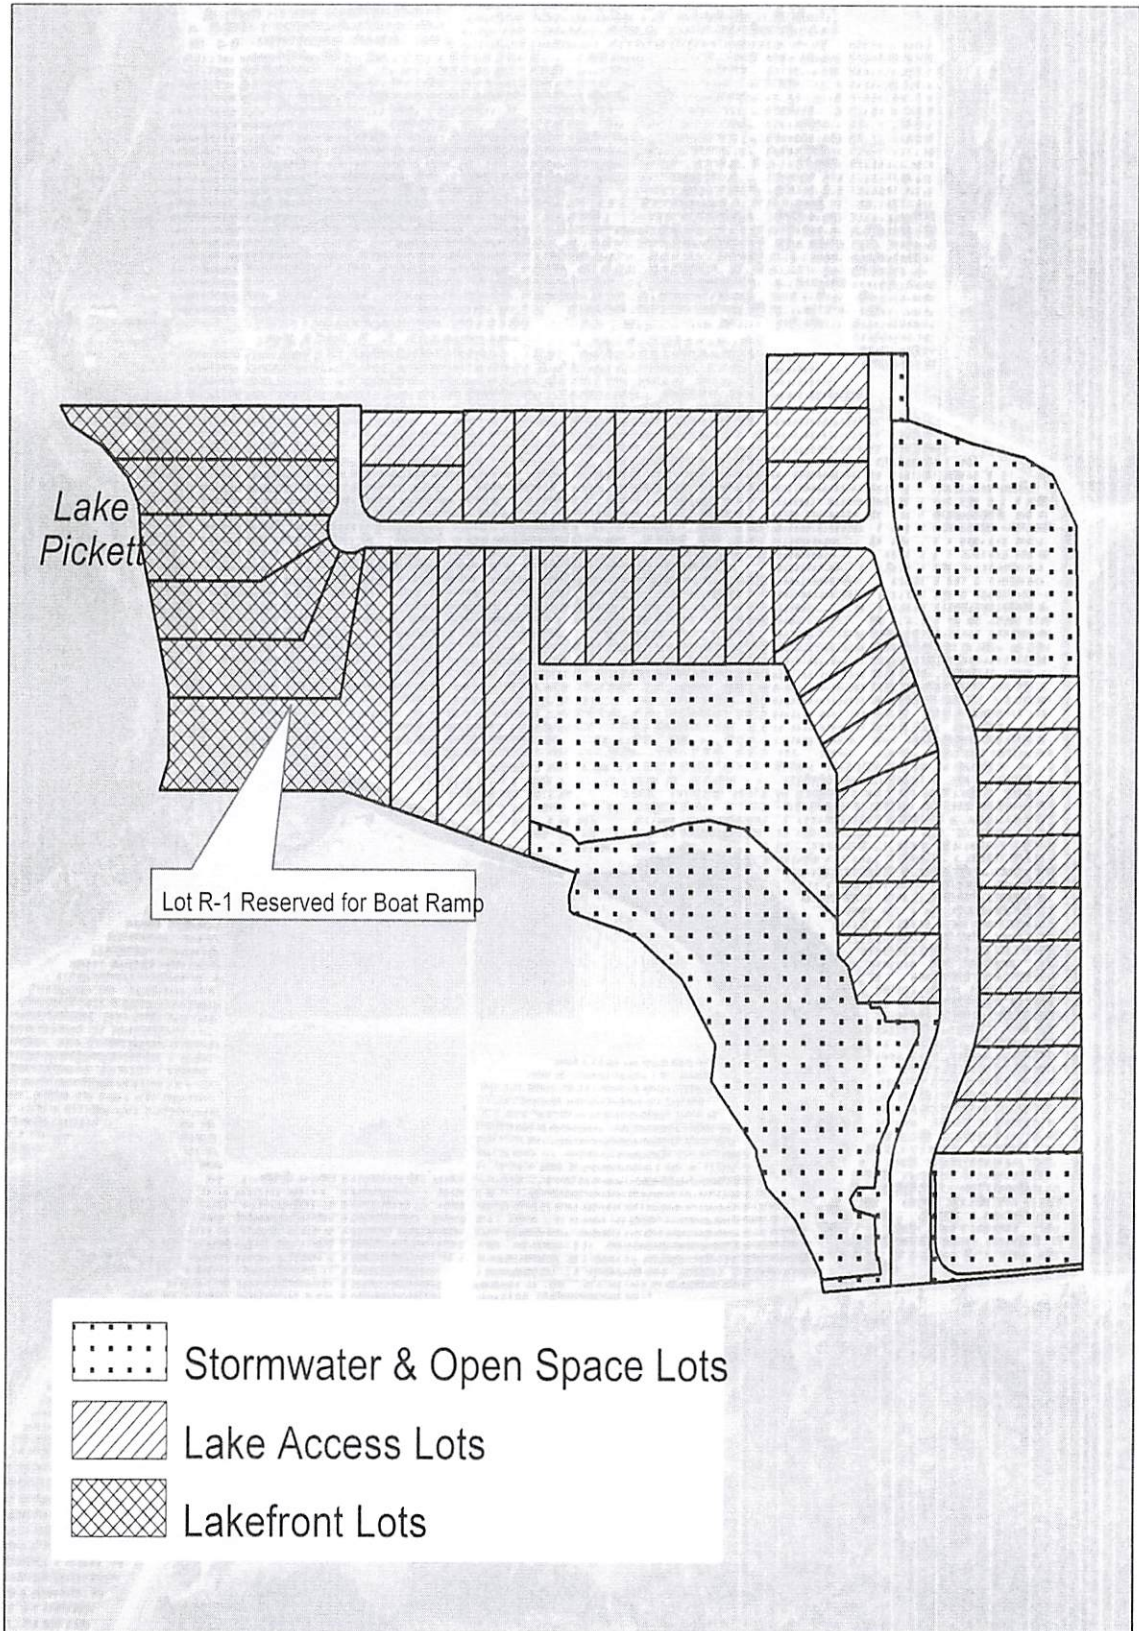 Lake
Pickett
Lot R-1 Reserved for Boat Ramp
Stormwater & Open Space Lots
Lake Access Lots
Lakefront Lots